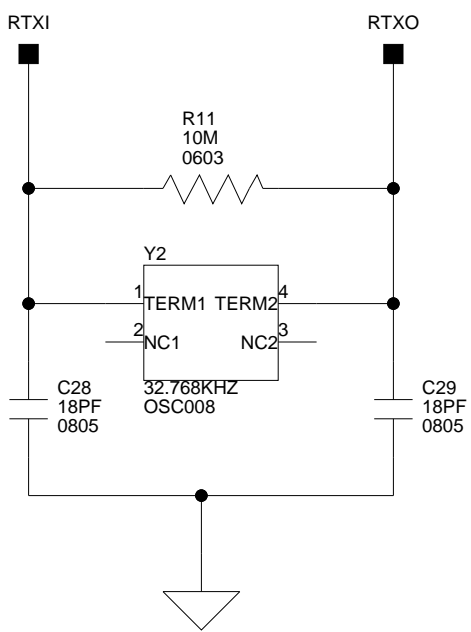 RTXI
RTXO
R11
10M
0603
Y2
1
TERM1
TERM2
4
2
NC1
NC2
3
32.768KHZ
OSC008
C28
18PF
0805
C29
18PF
0805